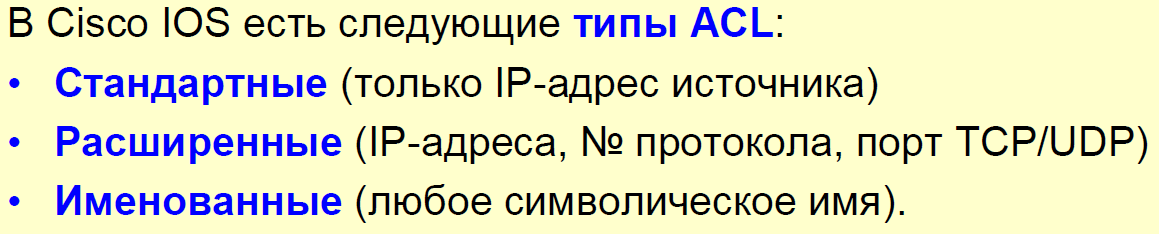 В Cisco IOS есть следующие типы ACL:
• Стандартные (только IP-адрес источника)
• Расширенные (IP-адреса, № протокола, порт TCP/UDP)
• Именованные (любое символическое имя).